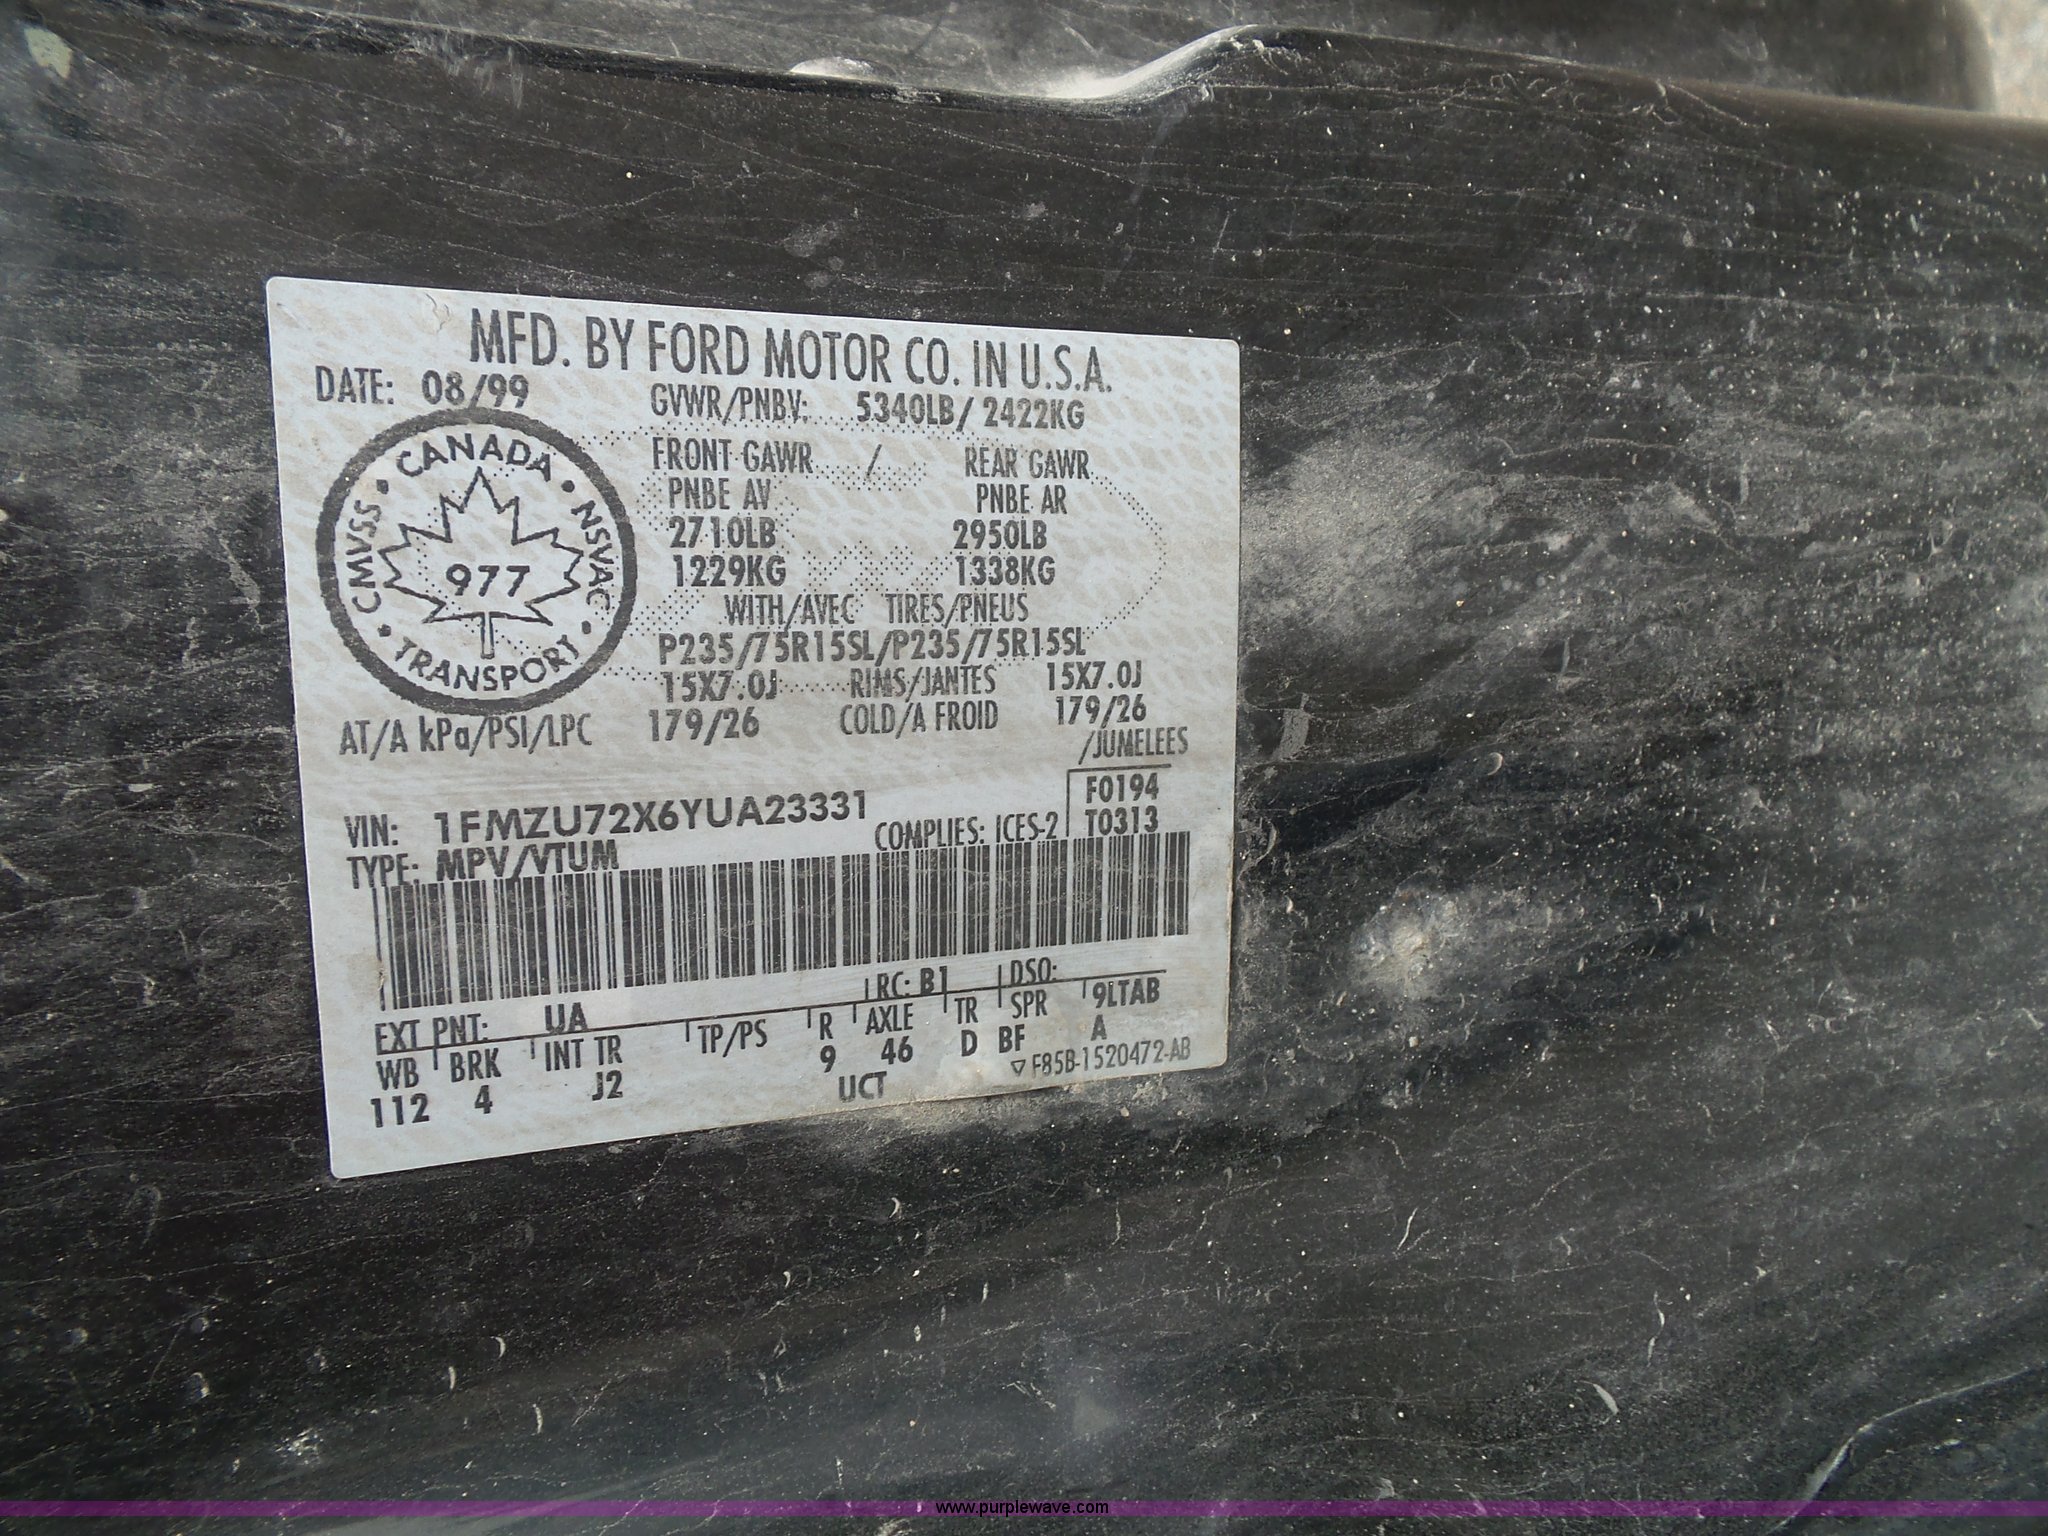 MFD. BY FORD MOTOR CO. IN U.S.A.
DATE: 08/99 GVWR/PNBV: 5340LB/ 2422KG
FRONT GAWR / REAR GAWR
PNBE AV PNBE AR
2710LB 2950LB
1229KG 1338KG
WITH/AVEC TIRES/PNEUS
P235/75R15SL/P235/75R15SL
15X7.0J RIMS/JANTES 15X7.0J
AT/A kPa/PSI/LPC 179/26 COLD/A FROID 179/26
/JUMELEES
CANADA
CMVSS NSVAC
977
TRANSPORT
VIN: 1FMZU72X6YUA23331 F0194
TYPE: MPV/VTUM COMPLIES: ICES-2 T0313
EXT PNT: UA RC: B1 DSO:
WB BRK INT TR TP/PS R AXLE TR SPR 9LTAB
112 4 J2 9 46 D BF A
UCT F85B-1520472-AB
www.purplewave.com